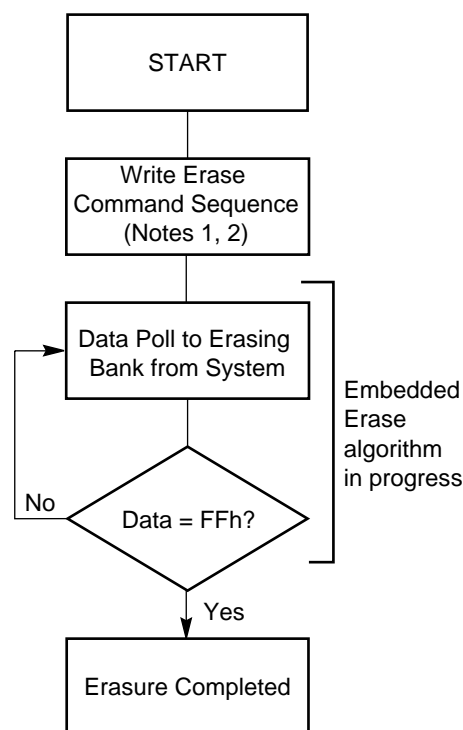 START
Write Erase
Command Sequence
(Notes 1, 2)
Data Poll to Erasing
Bank from System
Embedded
Erase
algorithm
in progress
No
Data = FFh?
Yes
Erasure Completed